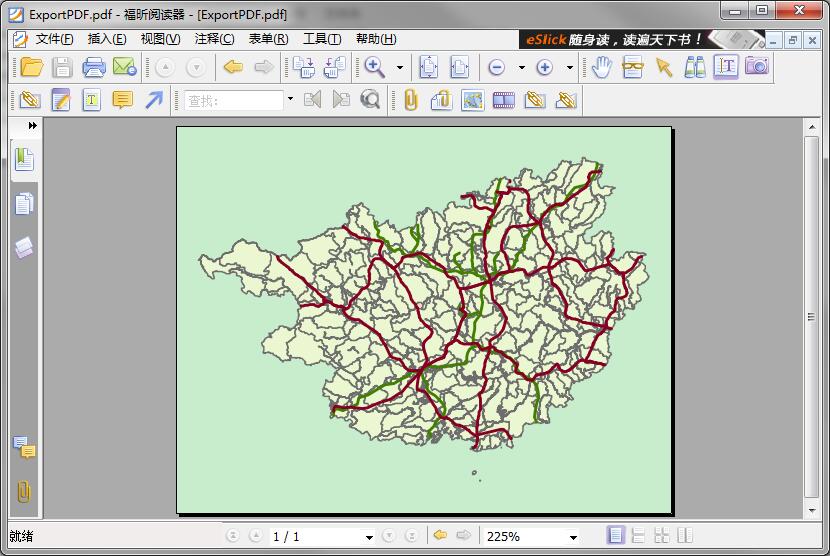 ExportPDF.pdf - 福昕阅读器 - [ExportPDF.pdf]
文件(F) 插入(E) 视图(V) 注释(C) 表单(R) 工具(T) 帮助(H)
eSlick 随身读，读遍天下书！
查找:
就绪 1 / 1 225%